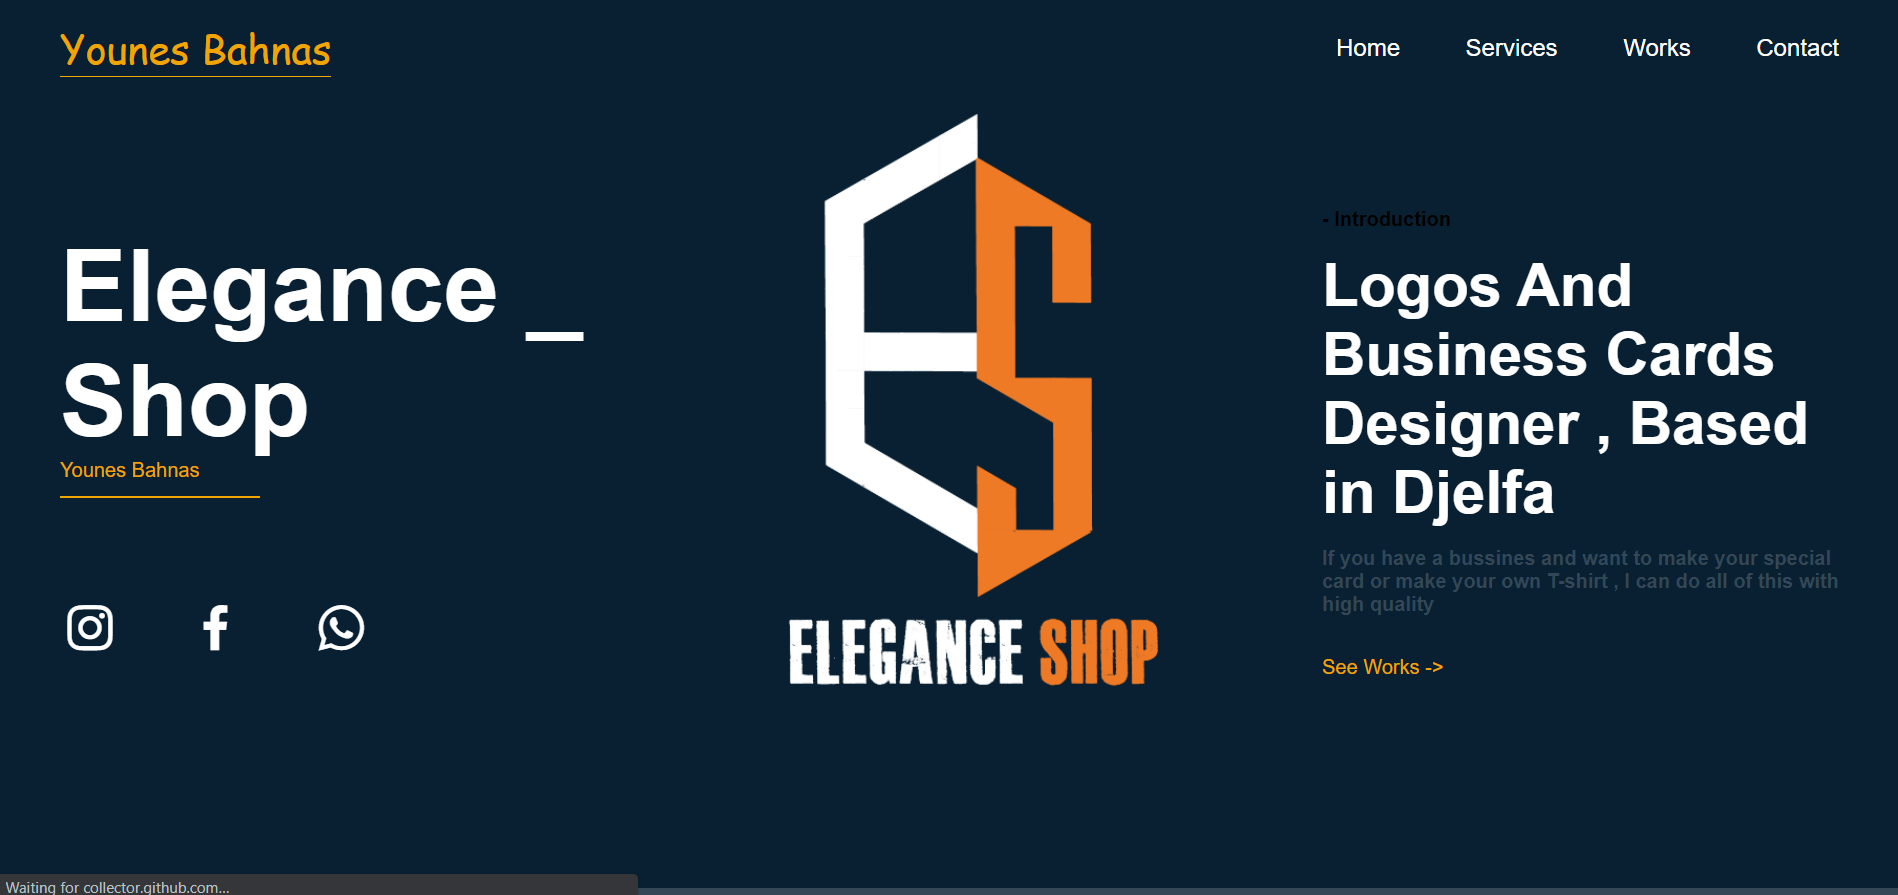 Younes Bahnas
Home
Services
Works
Contact
Elegance _
Shop
Younes Bahnas
ELEGANCE SHOP
- Introduction
Logos And
Business Cards
Designer , Based
in Djelfa
If you have a bussines and want to make your special
card or make your own T-shirt , I can do all of this with
high quality
See Works ->
Waiting for collector.github.com...